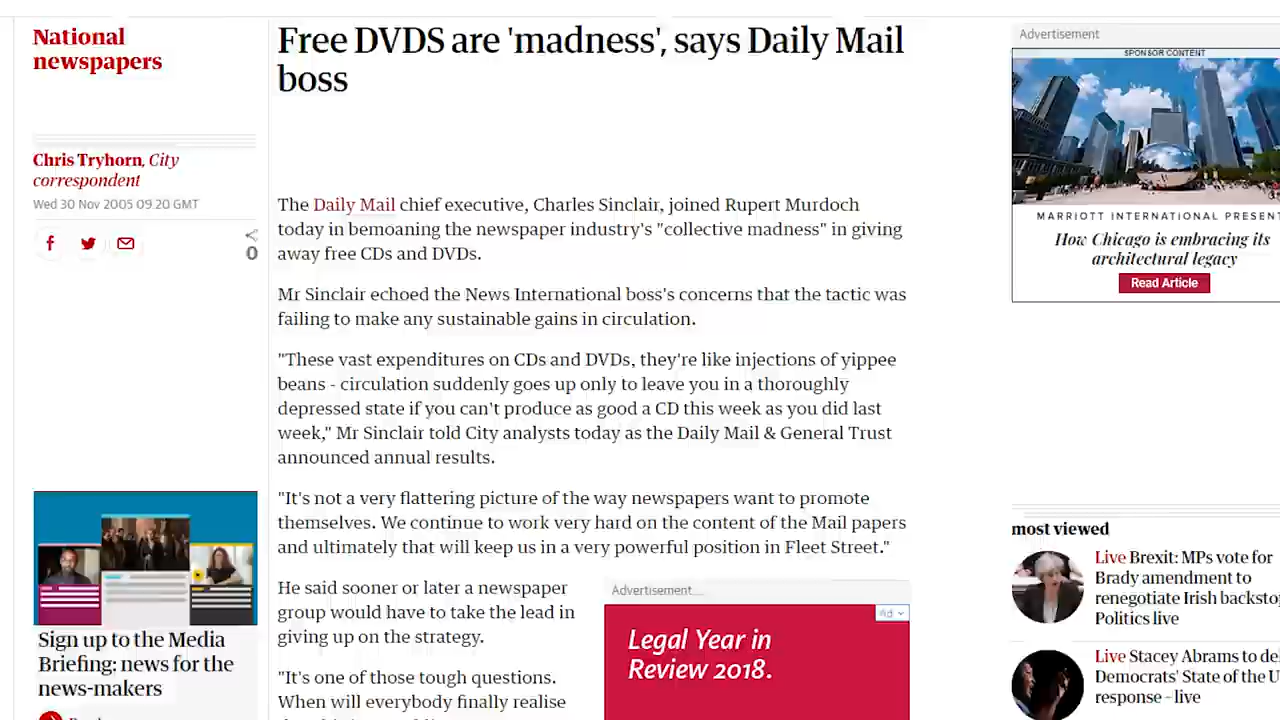 National
newspapers
Chris Tryhorn, City
correspondent
Wed 30 Nov 2005 09.20 GMT
0
Sign up to the Media
Briefing: news for the
news-makers
Free DVDS are 'madness', says Daily Mail
boss
The Daily Mail chief executive, Charles Sinclair, joined Rupert Murdoch
today in bemoaning the newspaper industry's "collective madness" in giving
away free CDs and DVDs.
Mr Sinclair echoed the News International boss's concerns that the tactic was
failing to make any sustainable gains in circulation.
"These vast expenditures on CDs and DVDs, they're like injections of yippee
beans - circulation suddenly goes up only to leave you in a thoroughly
depressed state if you can't produce as good a CD this week as you did last
week," Mr Sinclair told City analysts today as the Daily Mail & General Trust
announced annual results.
"It's not a very flattering picture of the way newspapers want to promote
themselves. We continue to work very hard on the content of the Mail papers
and ultimately that will keep us in a very powerful position in Fleet Street."
He said sooner or later a newspaper
group would have to take the lead in
giving up on the strategy.
"It's one of those tough questions.
When will everybody finally realise
Advertisement
Ad
Legal Year in
Review 2018.
Advertisement
SPONSOR CONTENT
MARRIOTT INTERNATIONAL PRESENT
How Chicago is embracing its
architectural legacy
Read Article
most viewed
Live Brexit: MPs vote for
Brady amendment to
renegotiate Irish backsto
Politics live
Live Stacey Abrams to de
Democrats' State of the U
response – live